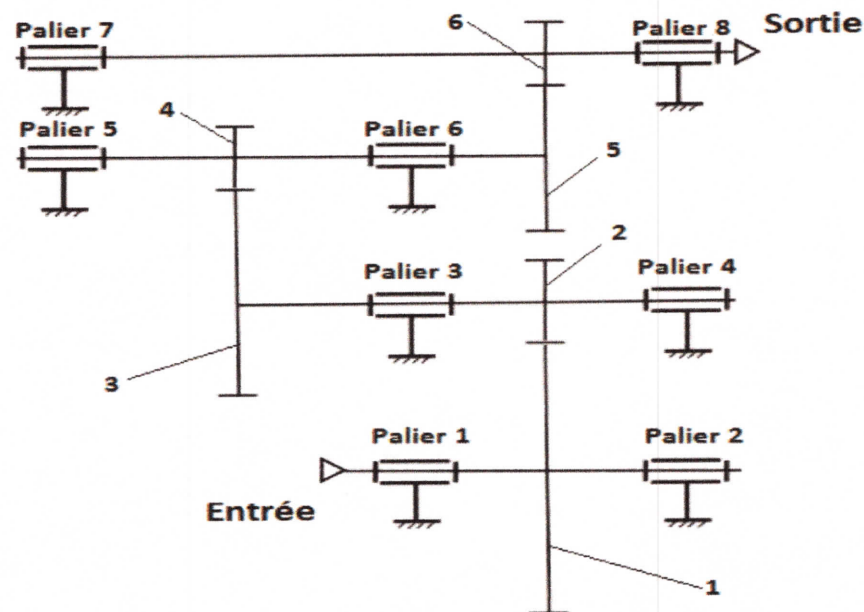 Palier 7
6
Palier 8
Sortie
4
Palier 5
Palier 6
5
2
Palier 3
Palier 4
3
Palier 1
Palier 2
Entrée
1